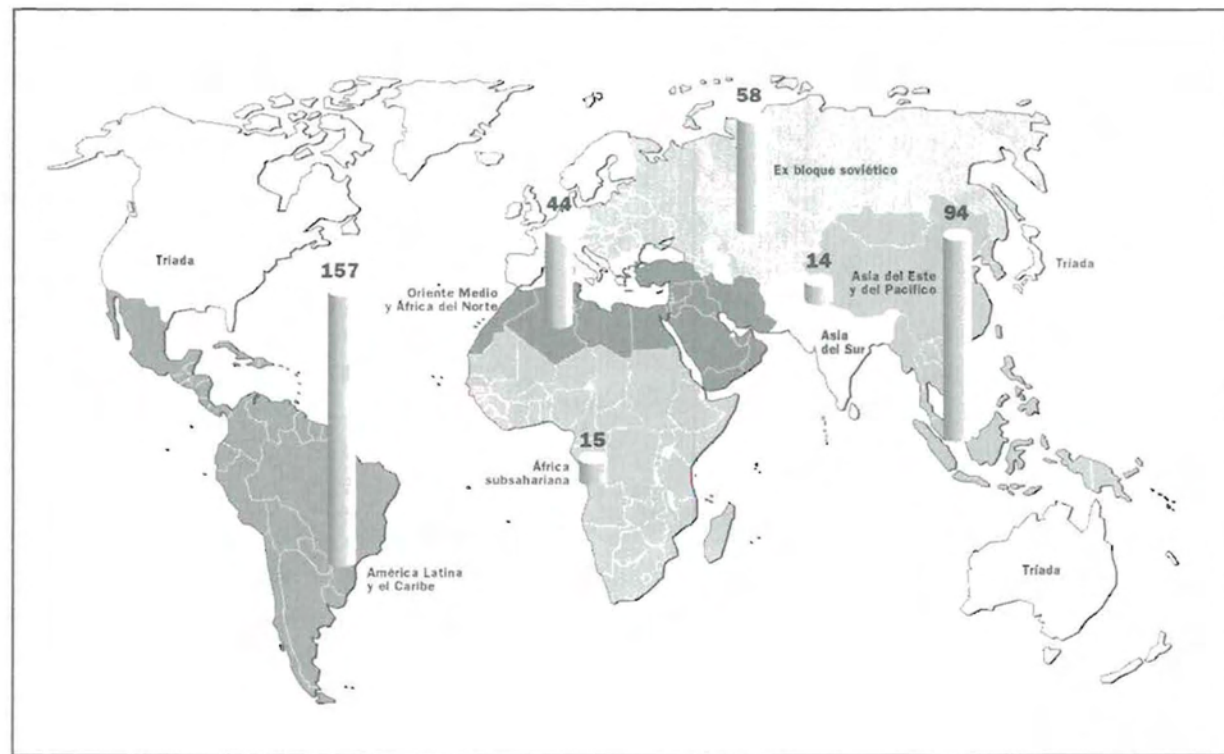 58
Ex bloque soviético
44
94
Tríada
157
14
Tríada
Oriente Medio
y África del Norte
Asia del Este
y del Pacífico
Asia
del Sur
15
África
subsahariana
América Latina
y el Caribe
Tríada